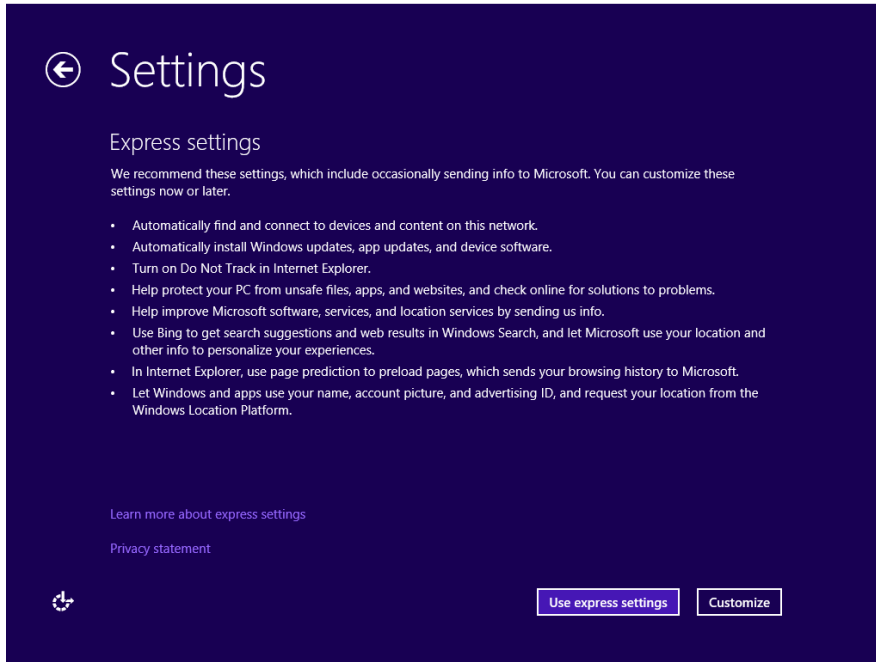 Settings
Express settings
We recommend these settings, which include occasionally sending info to Microsoft. You can customize these
settings now or later.
• Automatically find and connect to devices and content on this network.
• Automatically install Windows updates, app updates, and device software.
• Turn on Do Not Track in Internet Explorer.
• Help protect your PC from unsafe files, apps, and websites, and check online for solutions to problems.
• Help improve Microsoft software, services, and location services by sending us info.
• Use Bing to get search suggestions and web results in Windows Search, and let Microsoft use your location and
other info to personalize your experiences.
• In Internet Explorer, use page prediction to preload pages, which sends your browsing history to Microsoft.
• Let Windows and apps use your name, account picture, and advertising ID, and request your location from the
Windows Location Platform.
Learn more about express settings
Privacy statement
Use express settings
Customize